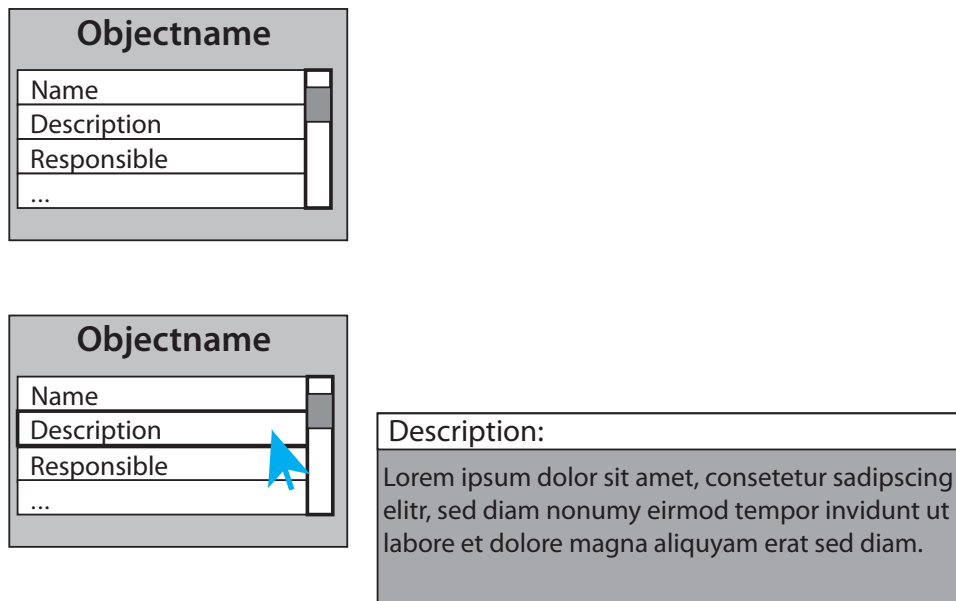 Objectname
Name
Description
Responsible
...
Objectname
Name
Description
Responsible
...
Description:
Lorem ipsum dolor sit amet, consetetur sadipscing
elitr, sed diam nonumy eirmod tempor invidunt ut
labore et dolore magna aliquyam erat sed diam.